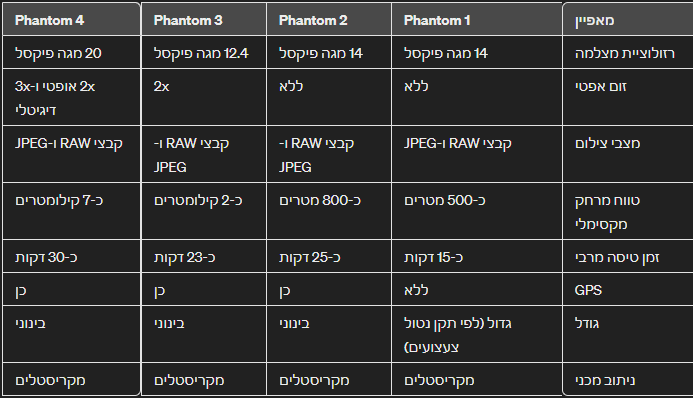 מאפיין Phantom 1 Phantom 2 Phantom 3 Phantom 4
רזולוציית מצלמה 14 מגה פיקסל 14 מגה פיקסל 12.4 מגה פיקסל 20 מגה פיקסל
זום אפטי ללא ללא 2x 2x אופטי ו-3x
דיגיטלי
מצבי צילום קבצי RAW ו-JPEG קבצי RAW ו- קבצי RAW ו- קבצי RAW ו-JPEG
JPEG JPEG
טווח מרחק כ-500 מטרים כ-800 מטרים כ-2 קילומטרים כ-7 קילומטרים
מקסימלי
זמן טיסה מרבי כ-15 דקות כ-25 דקות כ-23 דקות כ-30 דקות
GPS ללא כן כן כן
גודל גדול (לפי תקן נטול בינוני בינוני בינוני
צעצועים)
ניתוב מכני מקריסטלים מקריסטלים מקריסטלים מקריסטלים